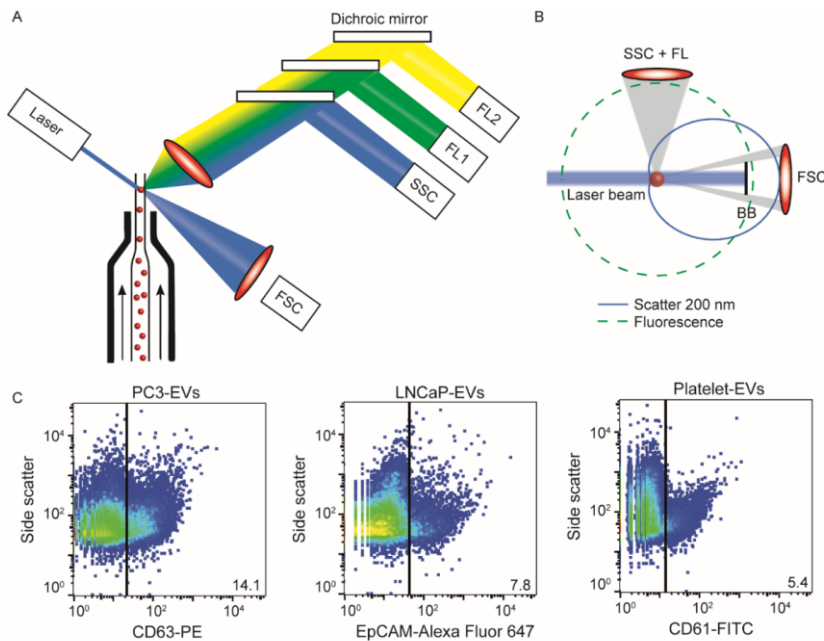 A
Dichroic mirror
Laser
FL2
FL1
SSC
FSC
B
SSC + FL
Laser beam
BB
FSC
Scatter 200 nm
Fluorescence
C
PC3-EVs
Side scatter
10⁴
10²
10⁰
10⁰ 10² 10⁴
14.1
CD63-PE
LNCaP-EVs
Side scatter
10⁴
10²
10⁰
10⁰ 10² 10⁴
7.8
EpCAM-Alexa Fluor 647
Platelet-EVs
Side scatter
10⁴
10²
10⁰
10⁰ 10² 10⁴
5.4
CD61-FITC